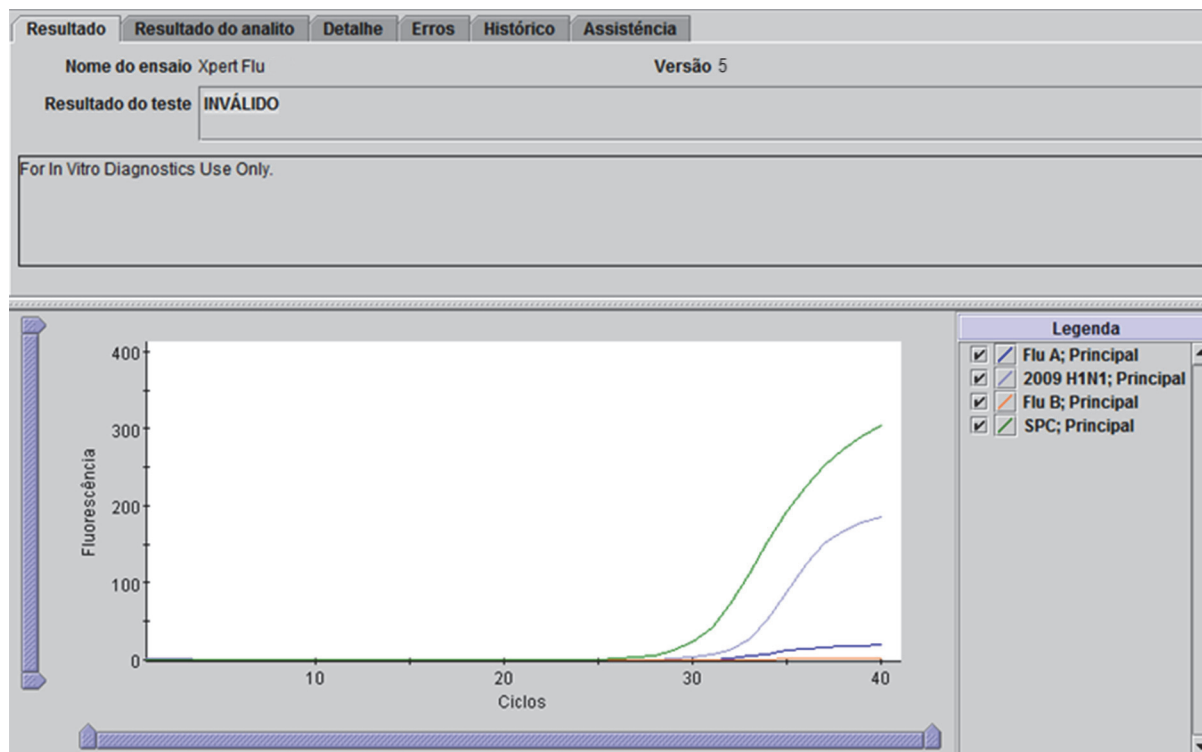 Resultado Resultado do analito Detalhe Erros Histórico Assisténcia
Nome do ensaio Xpert Flu Versão 5
Resultado do teste INVÁLIDO
For In Vitro Diagnostics Use Only.
Legenda
Flu A; Principal
2009 H1N1; Principal
Flu B; Principal
SPC; Principal
Fluorescência
400
300
200
100
0
10 20 30 40
Ciclos